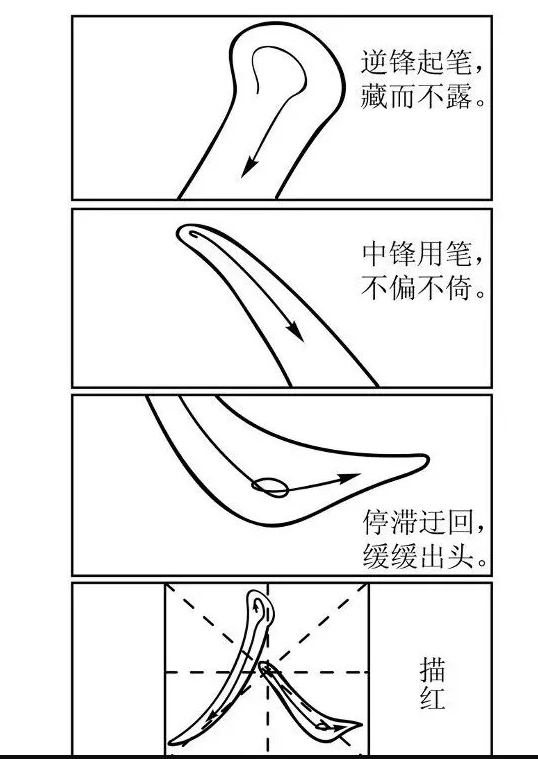 逆锋起笔，
藏而不露。
中锋用笔，
不偏不倚。
停滞迂回，
缓缓出头。
描
红